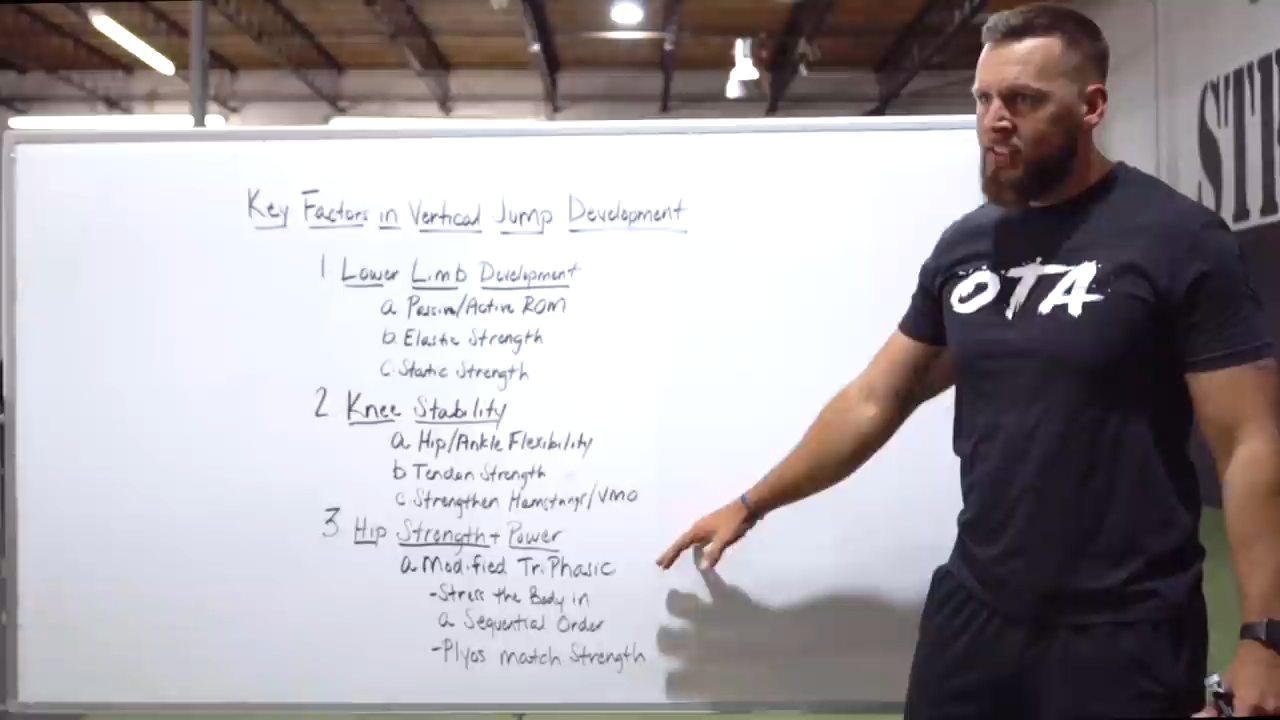 Key Factors in Vertical Jump Development
1 Lower Limb Development
a. Passive/Active ROM
b. Elastic Strength
c. Static Strength
2 Knee Stability
a. Hip/Ankle Flexibility
b Tendon Strength
c. Strengthen Hamstrings/VMO
3 Hip Strength + Power
a. Modified Tri Phasic
-Stress the Body in
a Sequential Order
-Plyos match Strength
OTA